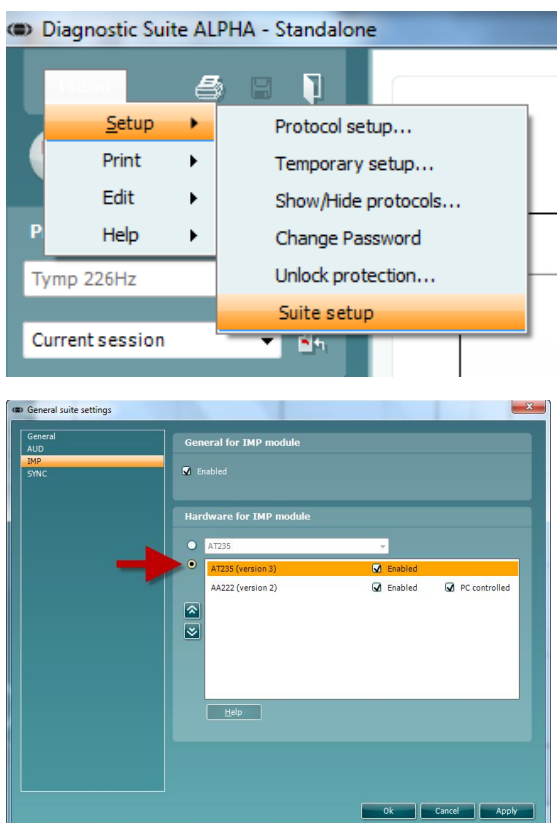 Diagnostic Suite ALPHA - Standalone
Menu
Setup
Print
Edit
Help
Protocol setup...
Temporary setup...
Show/Hide protocols...
Change Password
Unlock protection...
Suite setup
P
Tymp 226Hz
Current session
General suite settings
General
AUD
IMP
SYNC
General for IMP module
Enabled
Hardware for IMP module
AT235
AT235 (version 3) Enabled
AA222 (version 2) Enabled PC controlled
Help
Ok Cancel Apply